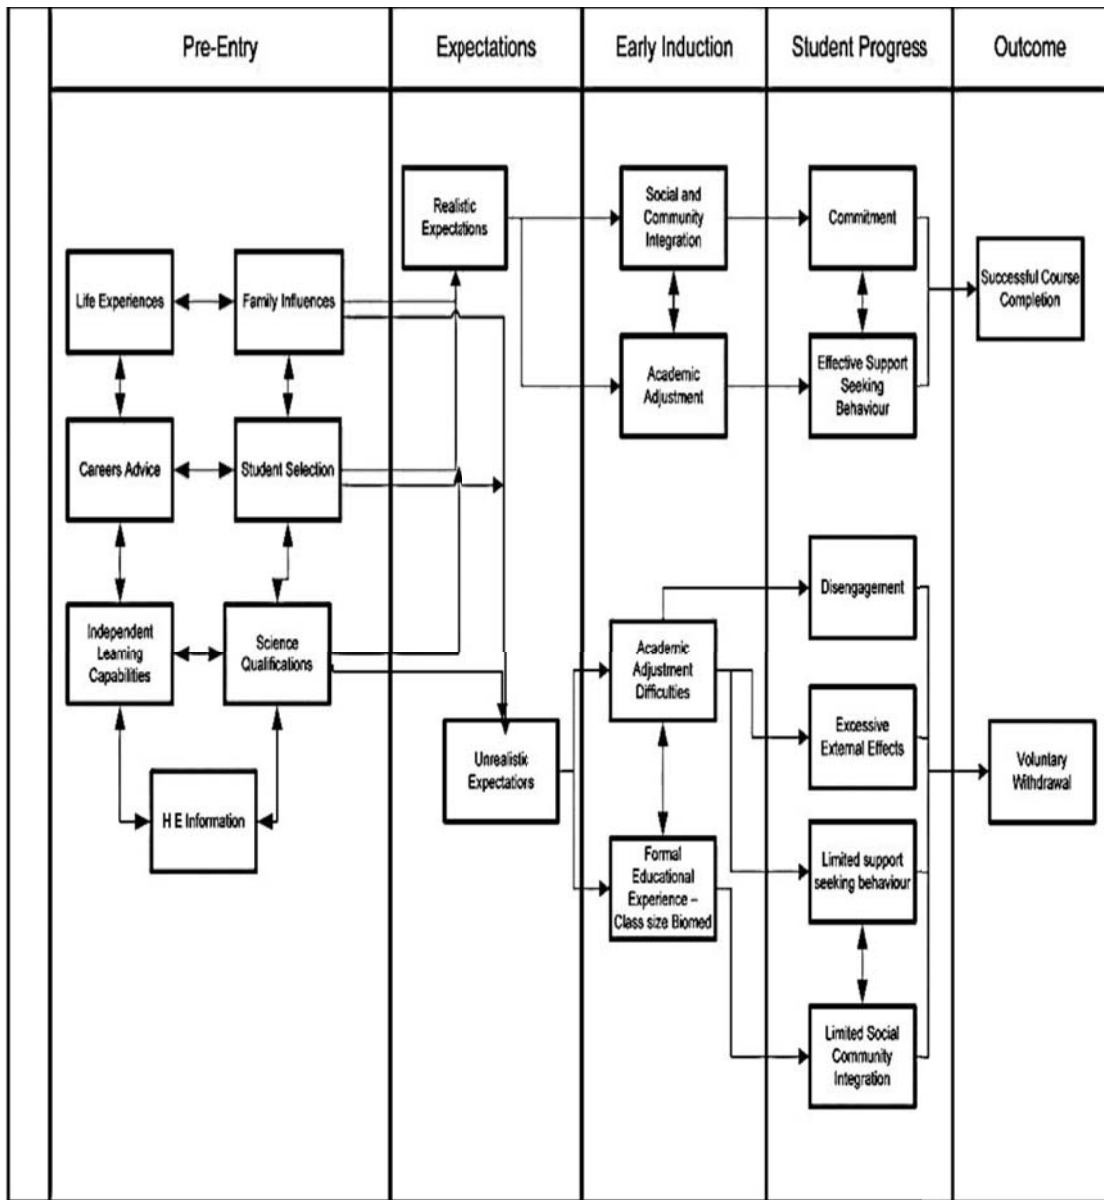 Pre-Entry
Expectations
Early Induction
Student Progress
Outcome
Life Experiences
Family Influences
Careers Advice
Student Selection
Independent
Learning
Capabilities
Science
Qualifications
H E Information
Realistic
Expectations
Unrealistic
Expectations
Social and
Community
Integration
Academic
Adjustment
Academic
Adjustment
Difficulties
Formal
Educational
Experience –
Class size Biomed
Commitment
Effective Support
Seeking
Behaviour
Disengagement
Excessive
External Effects
Limited support
seeking behaviour
Limited Social
Community
Integration
Successful Course
Completion
Voluntary
Withdrawal